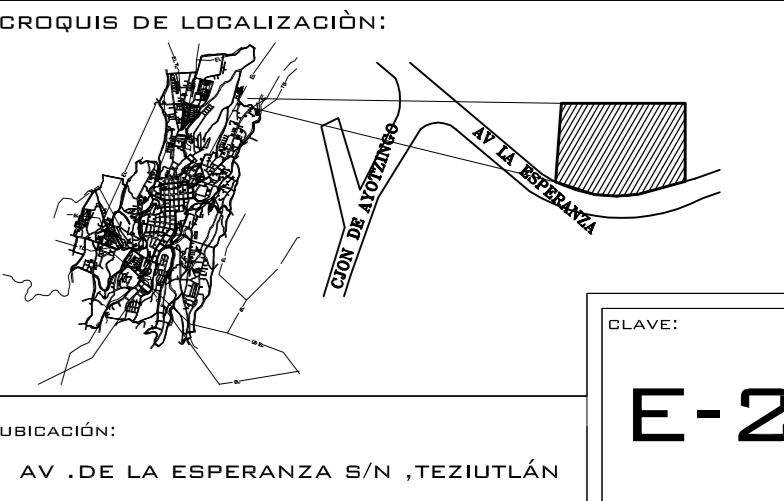 CROQUIS DE LOCALIZACIÒN:
AV LA ESPERANZA
CJON DE AYOTZINGO
CLAVE:
E-2
UBICACIÓN:
AV .DE LA ESPERANZA S/N ,TEZIUTLÁN